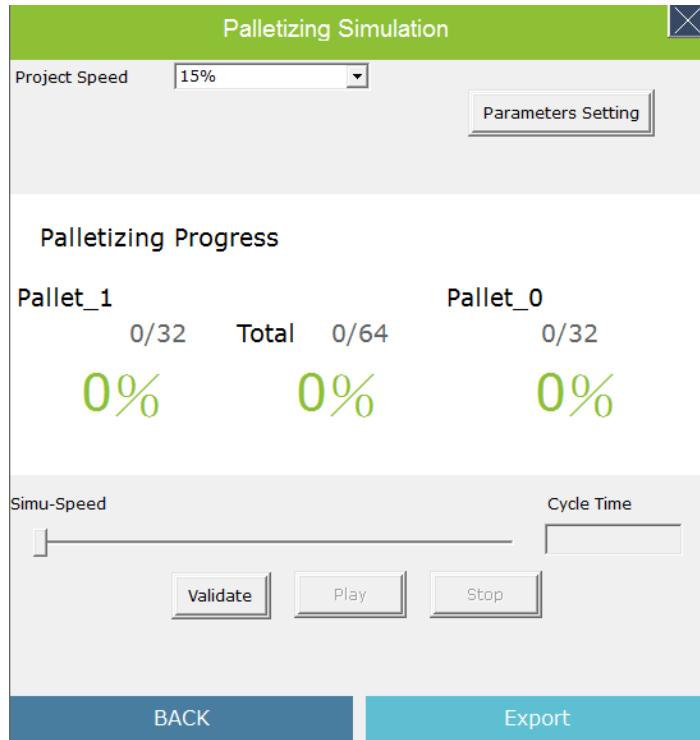 Palletizing Simulation
Project Speed 15%
Parameters Setting
Palletizing Progress
Pallet_1 Pallet_0
0/32 Total 0/64 0/32
0% 0% 0%
Simu-Speed Cycle Time
Validate Play Stop
BACK Export